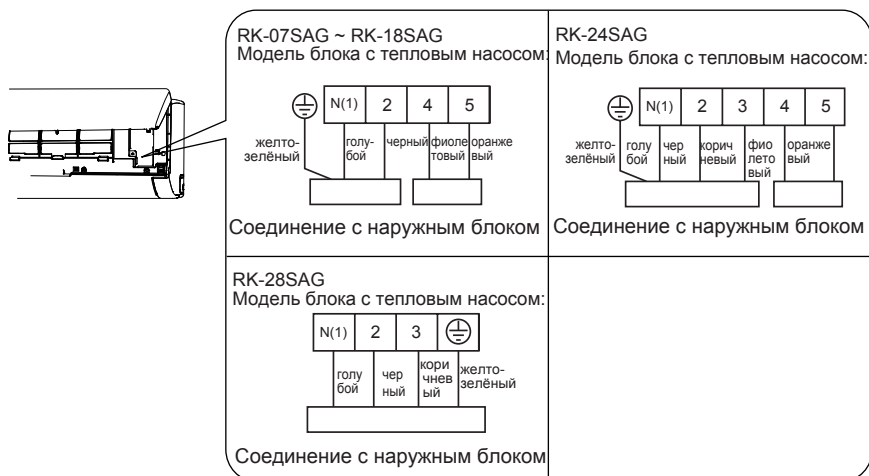 RK-07SAG ~ RK-18SAG
Модель блока с тепловым насосом:
N(1) 2 4 5
желто-
зелёный
голу-
бой
черный
фиоле
товый
оранже
вый
Соединение с наружным блоком
RK-24SAG
Модель блока с тепловым насосом:
N(1) 2 3 4 5
желто-
зелёный
голу
бой
чер
ный
корич
невый
фио
лето
вый
оранже
вый
Соединение с наружным блоком
RK-28SAG
Модель блока с тепловым насосом:
N(1) 2 3
голу
бой
чер
ный
кори
чнев
ый
желто-
зелёный
Соединение с наружным блоком